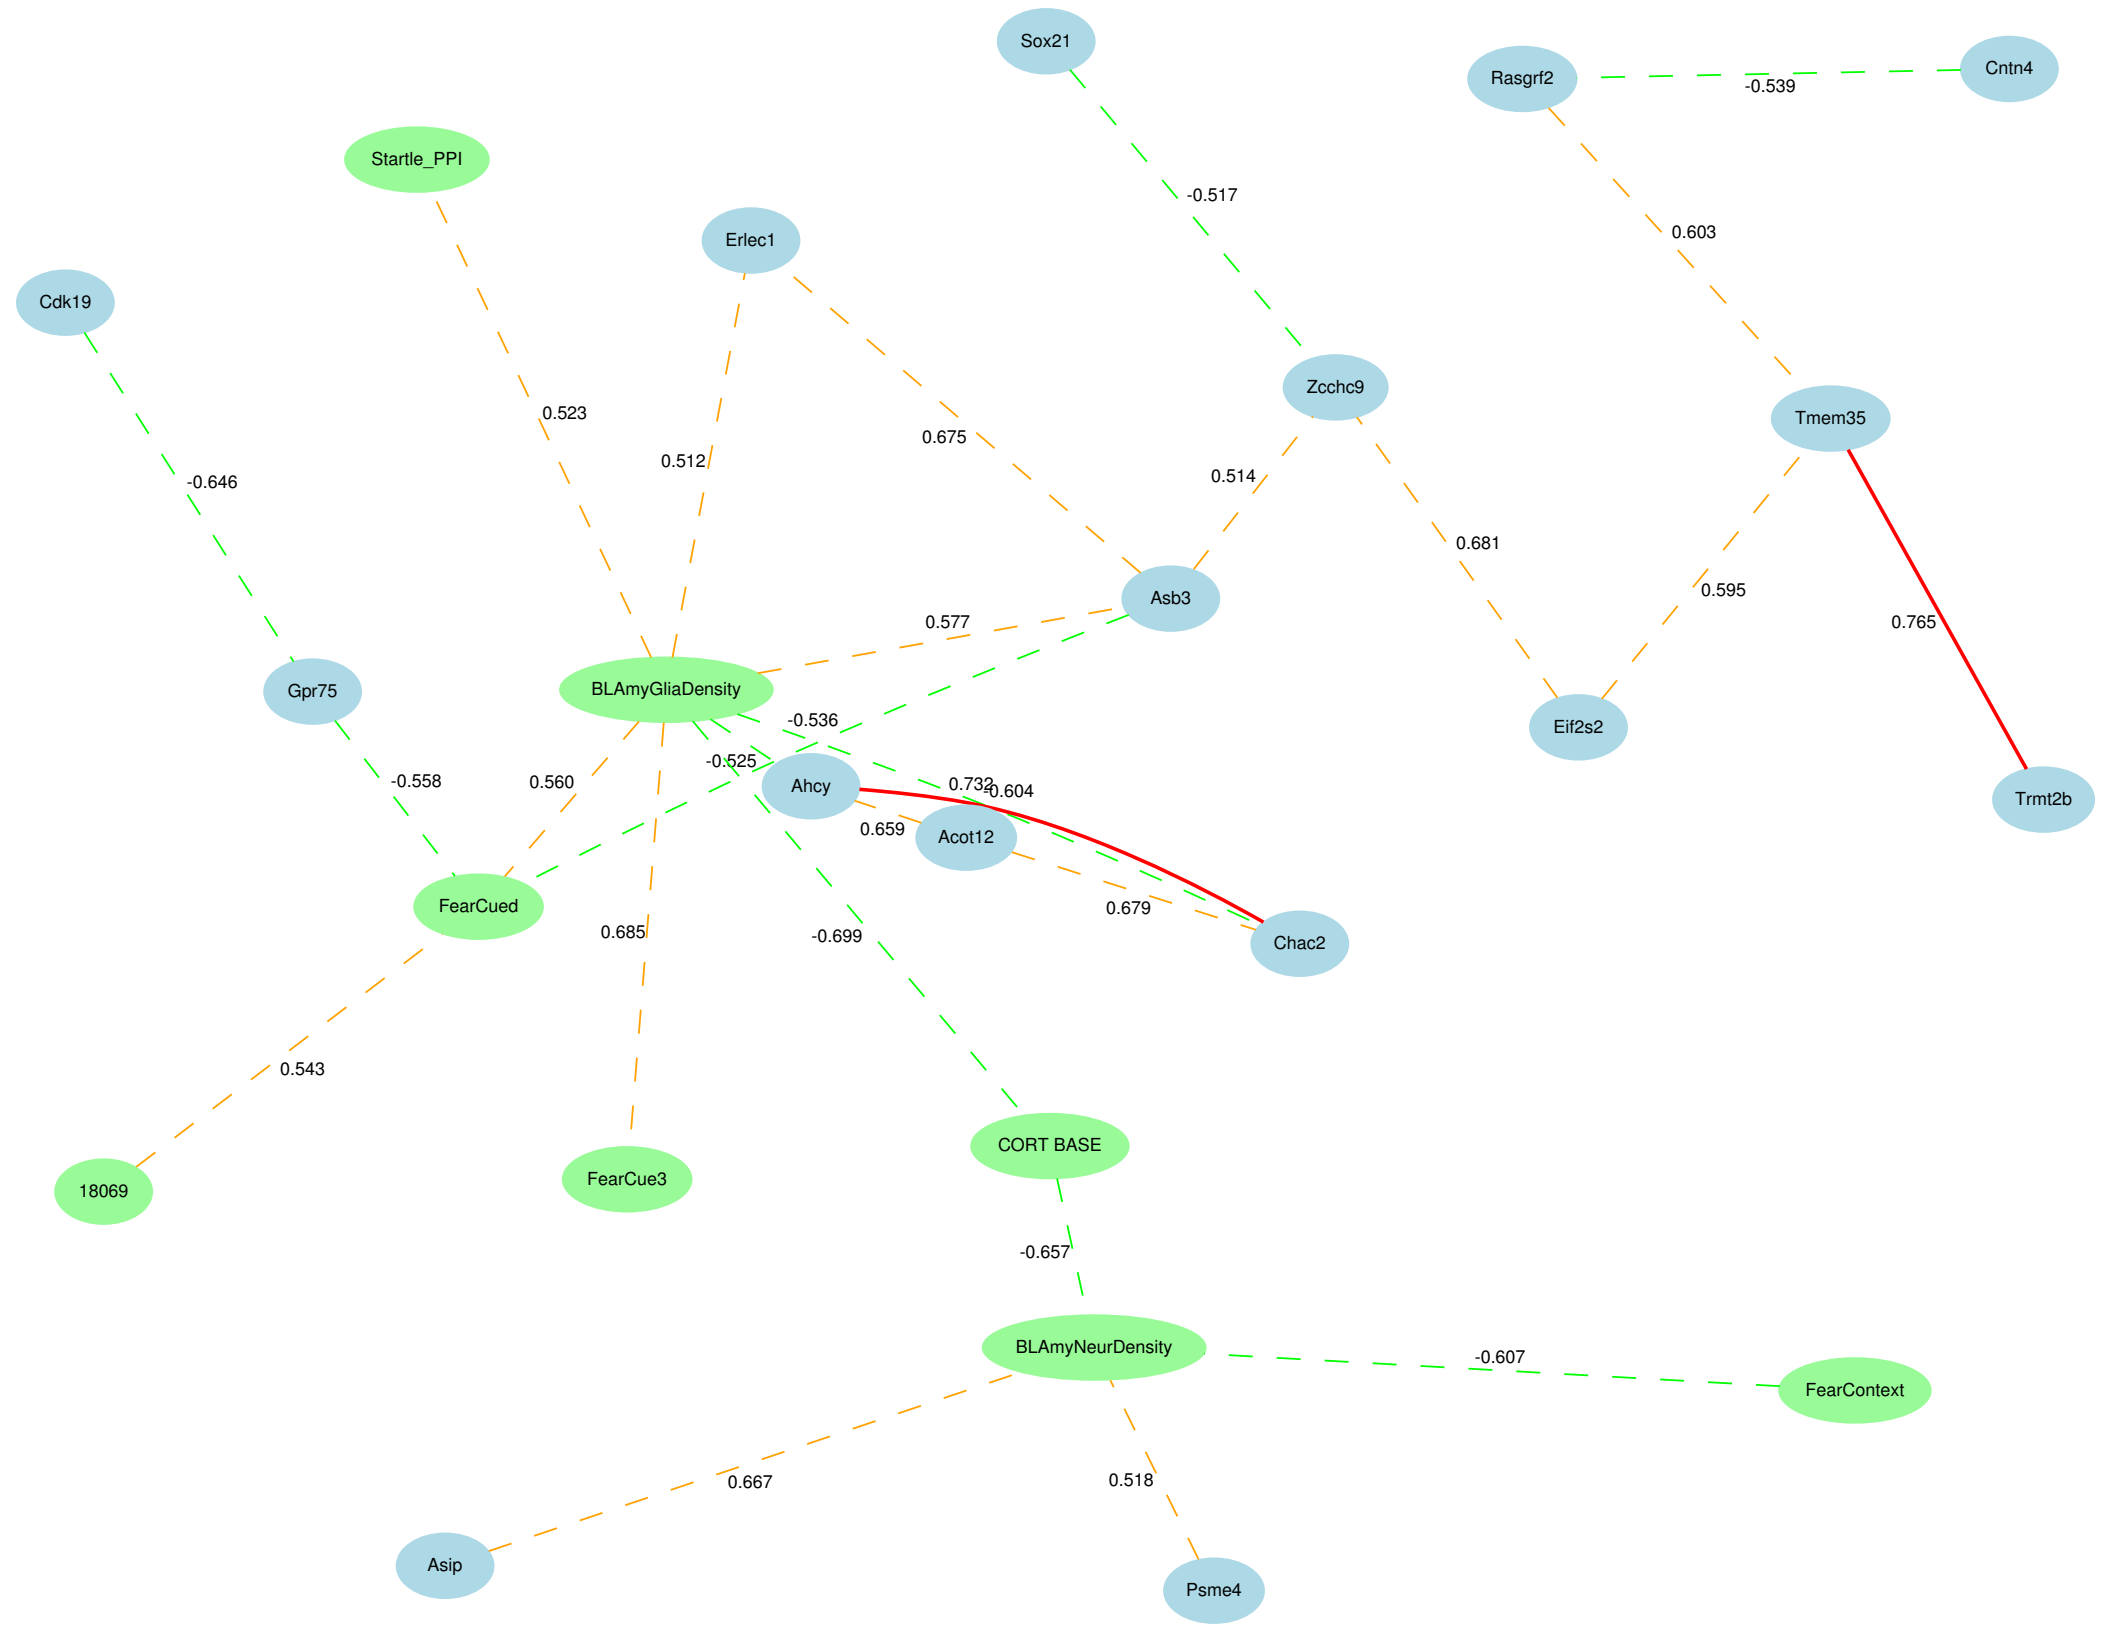 Sox21
Cntn4
Rasgrf2
-0.539
Startle_PPI
-0.517
0.603
Erlec1
Cdk19
Zcchc9
0.523
Tmem35
0.675
0.512
0.514
-0.646
0.681
0.595
Asb3
0.577
0.765
BLAmyGliaDensity
Gpr75
-0.536
Eif2s2
-0.525
-0.558
0.560
Ahcy
0.732
-0.604
Trmt2b
0.659
Acot12
FearCued
0.679
0.685
-0.699
Chac2
0.543
CORT BASE
FearCue3
18069
-0.657
BLAmyNeurDensity
-0.607
FearContext
0.667
0.518
Asip
Psme4